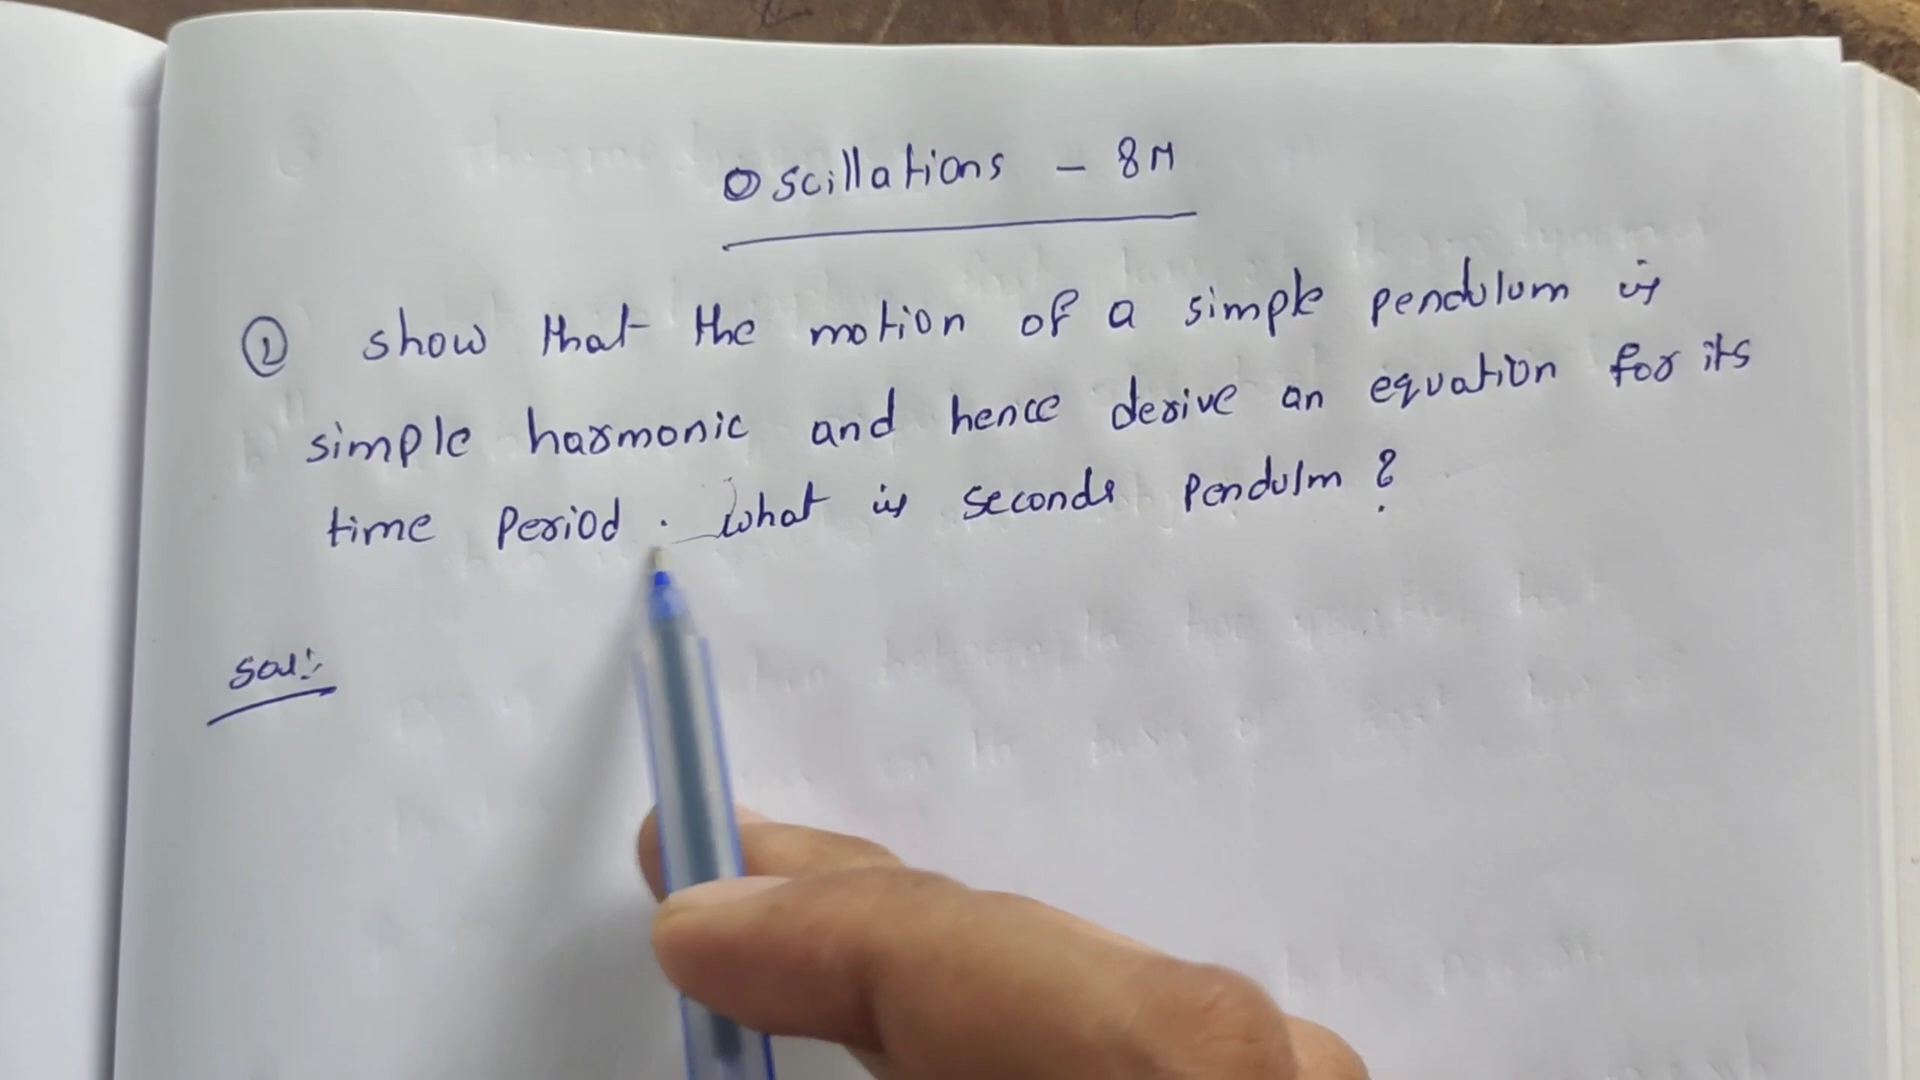 Oscillations - 8M
① show that the motion of a simple pendulum is
simple harmonic and hence derive an equation for its
time Period. what is seconds Pendulm ?
Sol: